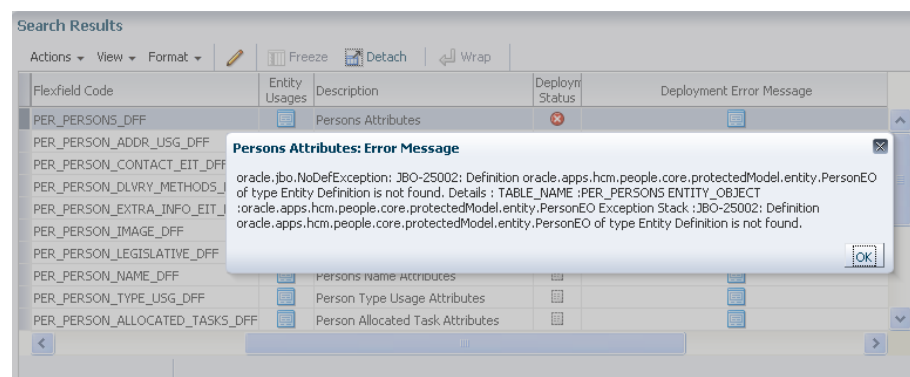 Search Results
Actions View Format Freeze Detach Wrap
Flexfield Code Entity Usages Description Deploym Status Deployment Error Message
PER_PERSONS_DFF Persons Attributes
PER_PERSON_ADDR_USG_DFF
PER_PERSON_CONTACT_EIT_DFF
PER_PERSON_DLVRY_METHODS_
PER_PERSON_EXTRA_INFO_EIT_
PER_PERSON_IMAGE_DFF
PER_PERSON_LEGISLATIVE_DFF
Persons Attributes: Error Message
oracle.jbo.NoDefException: JBO-25002: Definition oracle.apps.hcm.people.core.protectedModel.entity.PersonEO
of type Entity Definition is not found. Details : TABLE_NAME :PER_PERSONS ENTITY_OBJECT
:oracle.apps.hcm.people.core.protectedModel.entity.PersonEO Exception Stack :JBO-25002: Definition
oracle.apps.hcm.people.core.protectedModel.entity.PersonEO of type Entity Definition is not found.
OK
PER_PERSON_NAME_DFF Persons Name Attributes
PER_PERSON_TYPE_USG_DFF Person Type Usage Attributes
PER_PERSON_ALLOCATED_TASKS_DFF Person Allocated Task Attributes